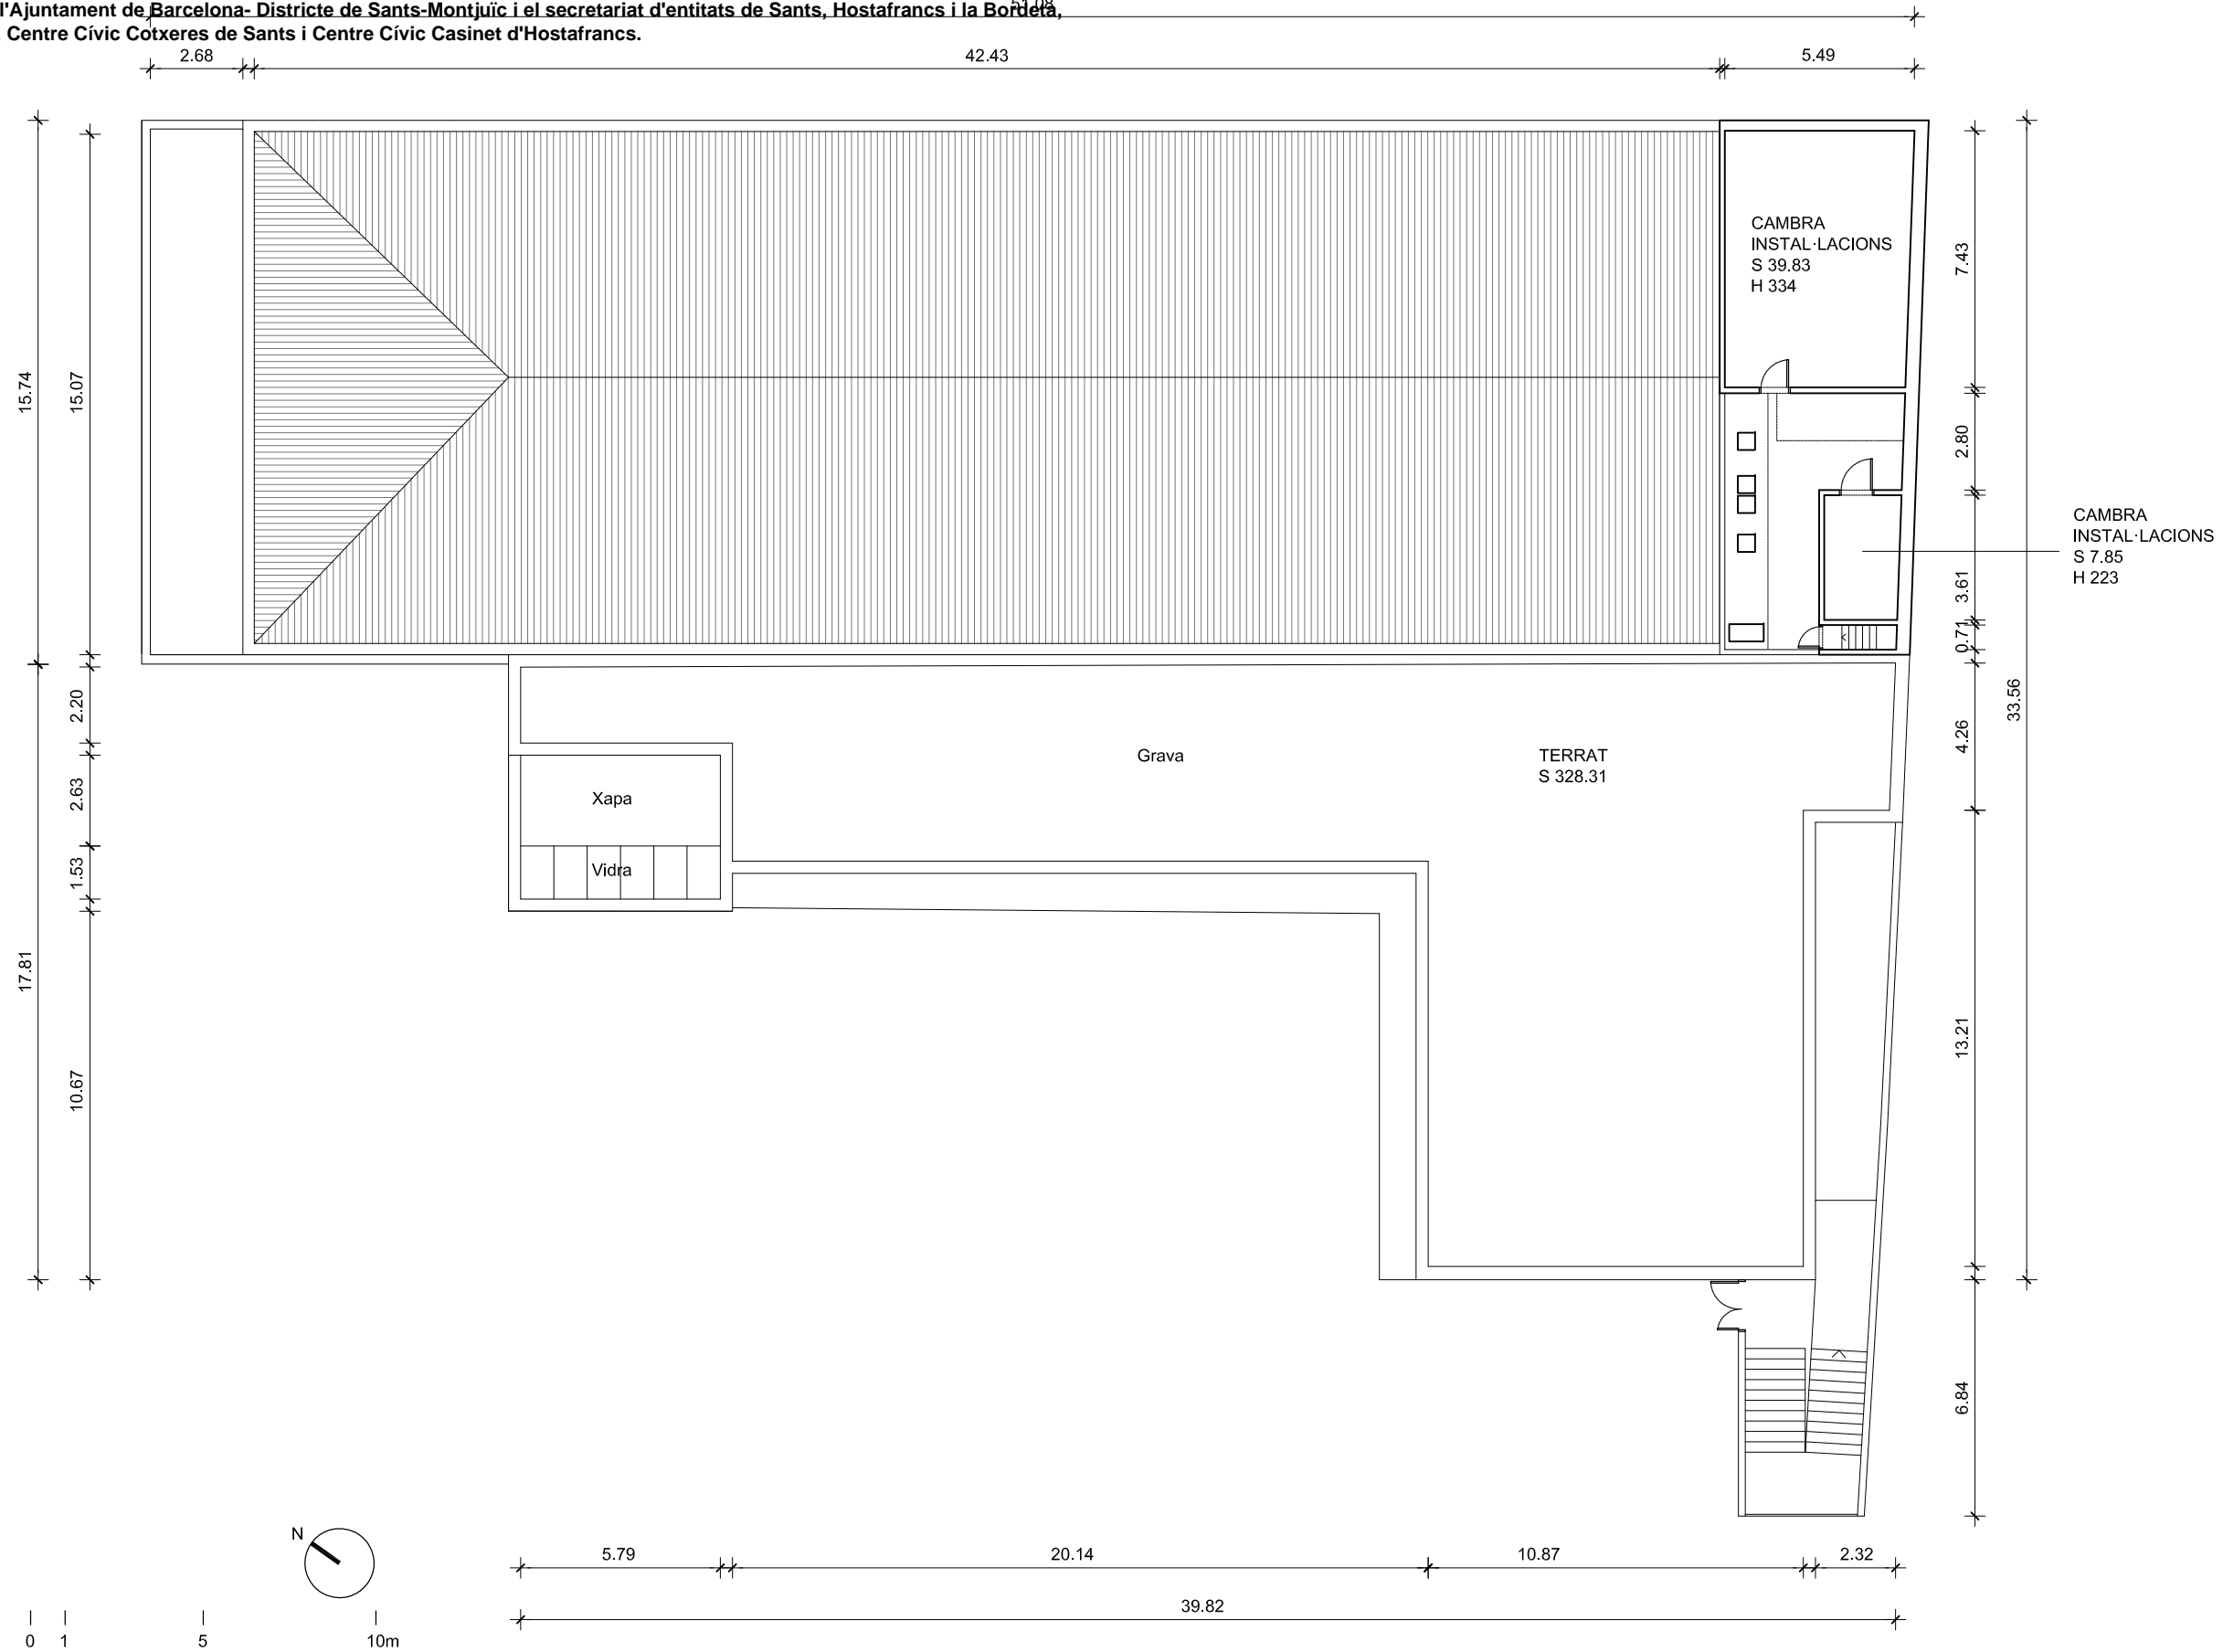 l'Ajuntament de Barcelona- Districte de Sants-Montjuïc i el secretariat d'entitats de Sants, Hostafrancs i la Bordeta,
51.08
Centre Cívic Cotxeres de Sants i Centre Cívic Casinet d'Hostafrancs.
2.68
42.43
5.49
CAMBRA
INSTAL·LACIONS
S 39.83
H 334
7.43
15.74
15.07
2.80
CAMBRA
INSTAL·LACIONS
S 7.85
H 223
3.61
0.71
2.20
33.56
4.26
Grava
TERRAT
S 328.31
Xapa
2.63
Vidra
1.53
17.81
13.21
10.67
6.84
N
5.79
20.14
10.87
2.32
39.82
0 1 5 10m